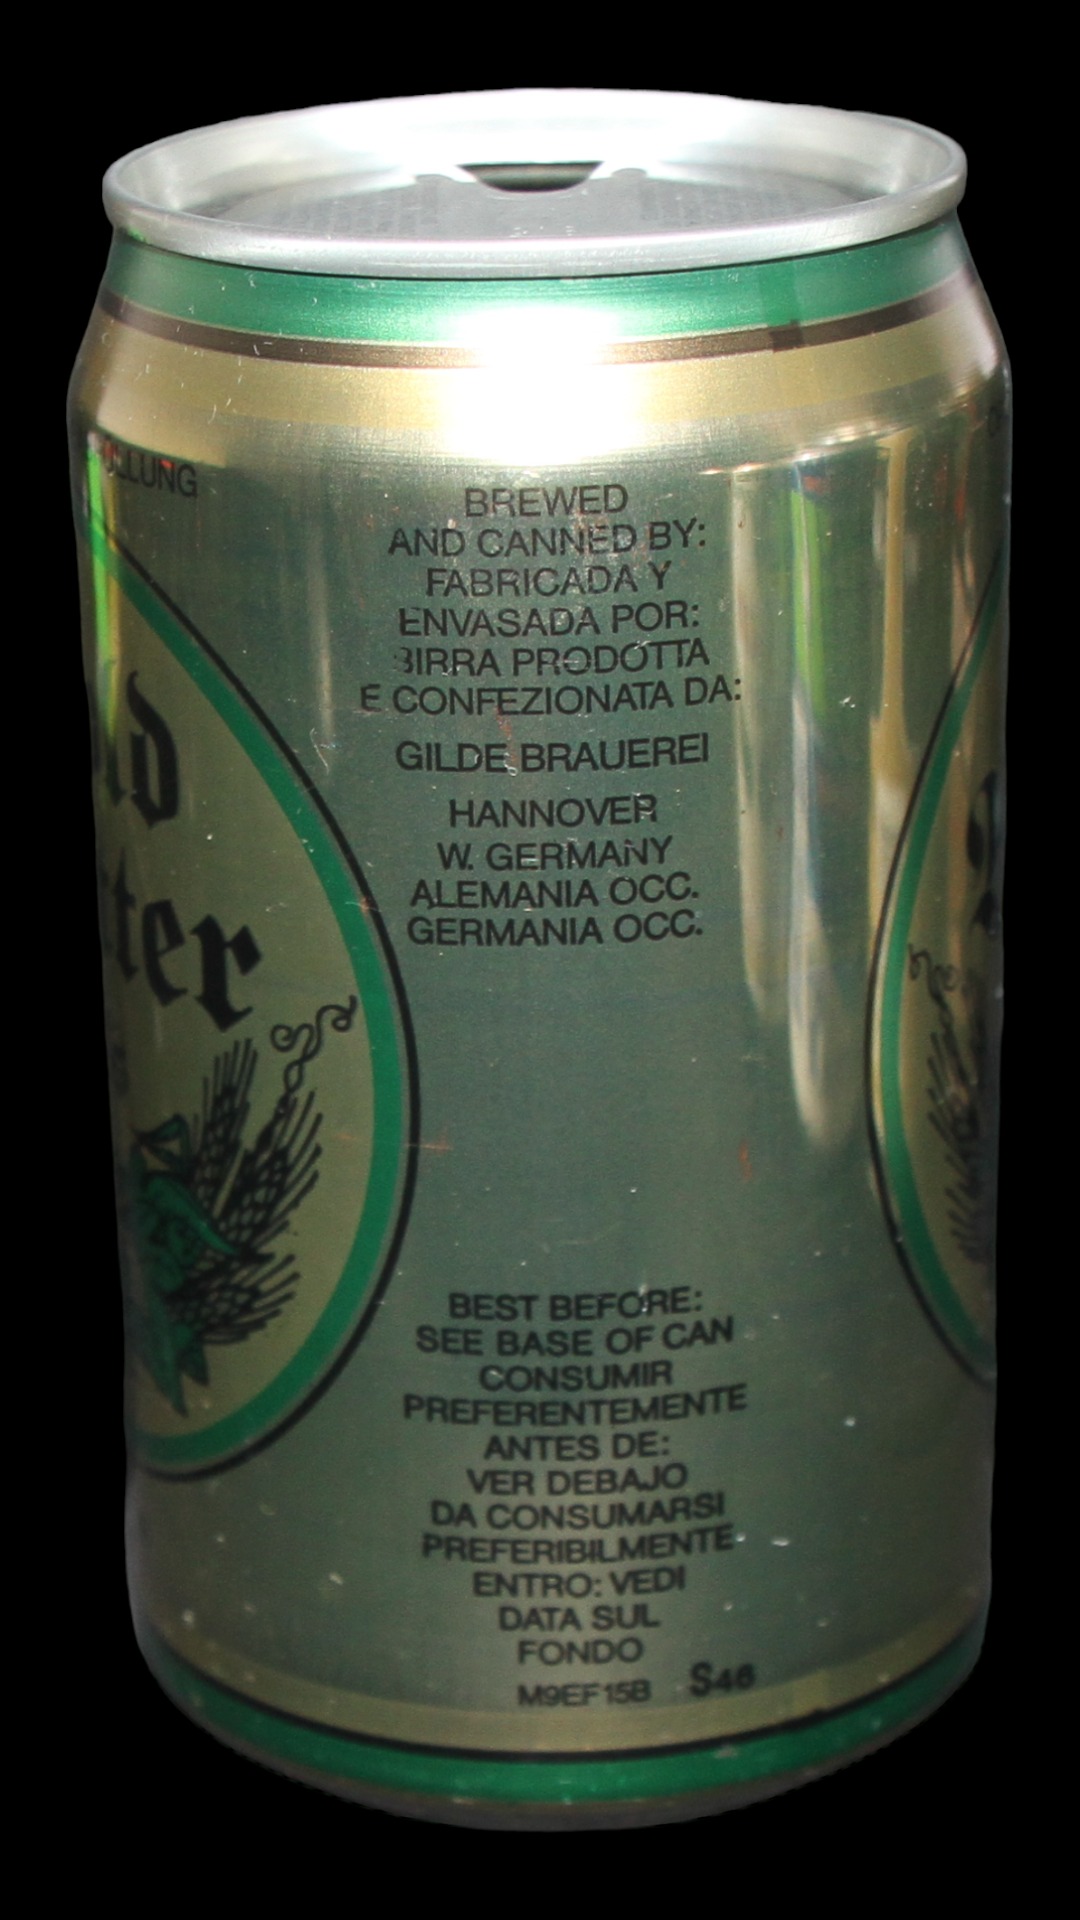 BREWED
AND CANNED BY:
FABRICADA Y
ENVASADA POR:
BIRRA PRODOTTA
E CONFEZIONATA DA:
GILDE BRAUEREI
HANNOVER
W. GERMANY
ALEMANIA OCC.
GERMANIA OCC.
BEST BEFORE:
SEE BASE OF CAN
CONSUMIR
PREFERENTEMENTE
ANTES DE:
VER DEBAJO
DA CONSUMARSI
PREFERIBILMENTE
ENTRO: VEDI
DATA SUL
FONDO
M9EF15B S46